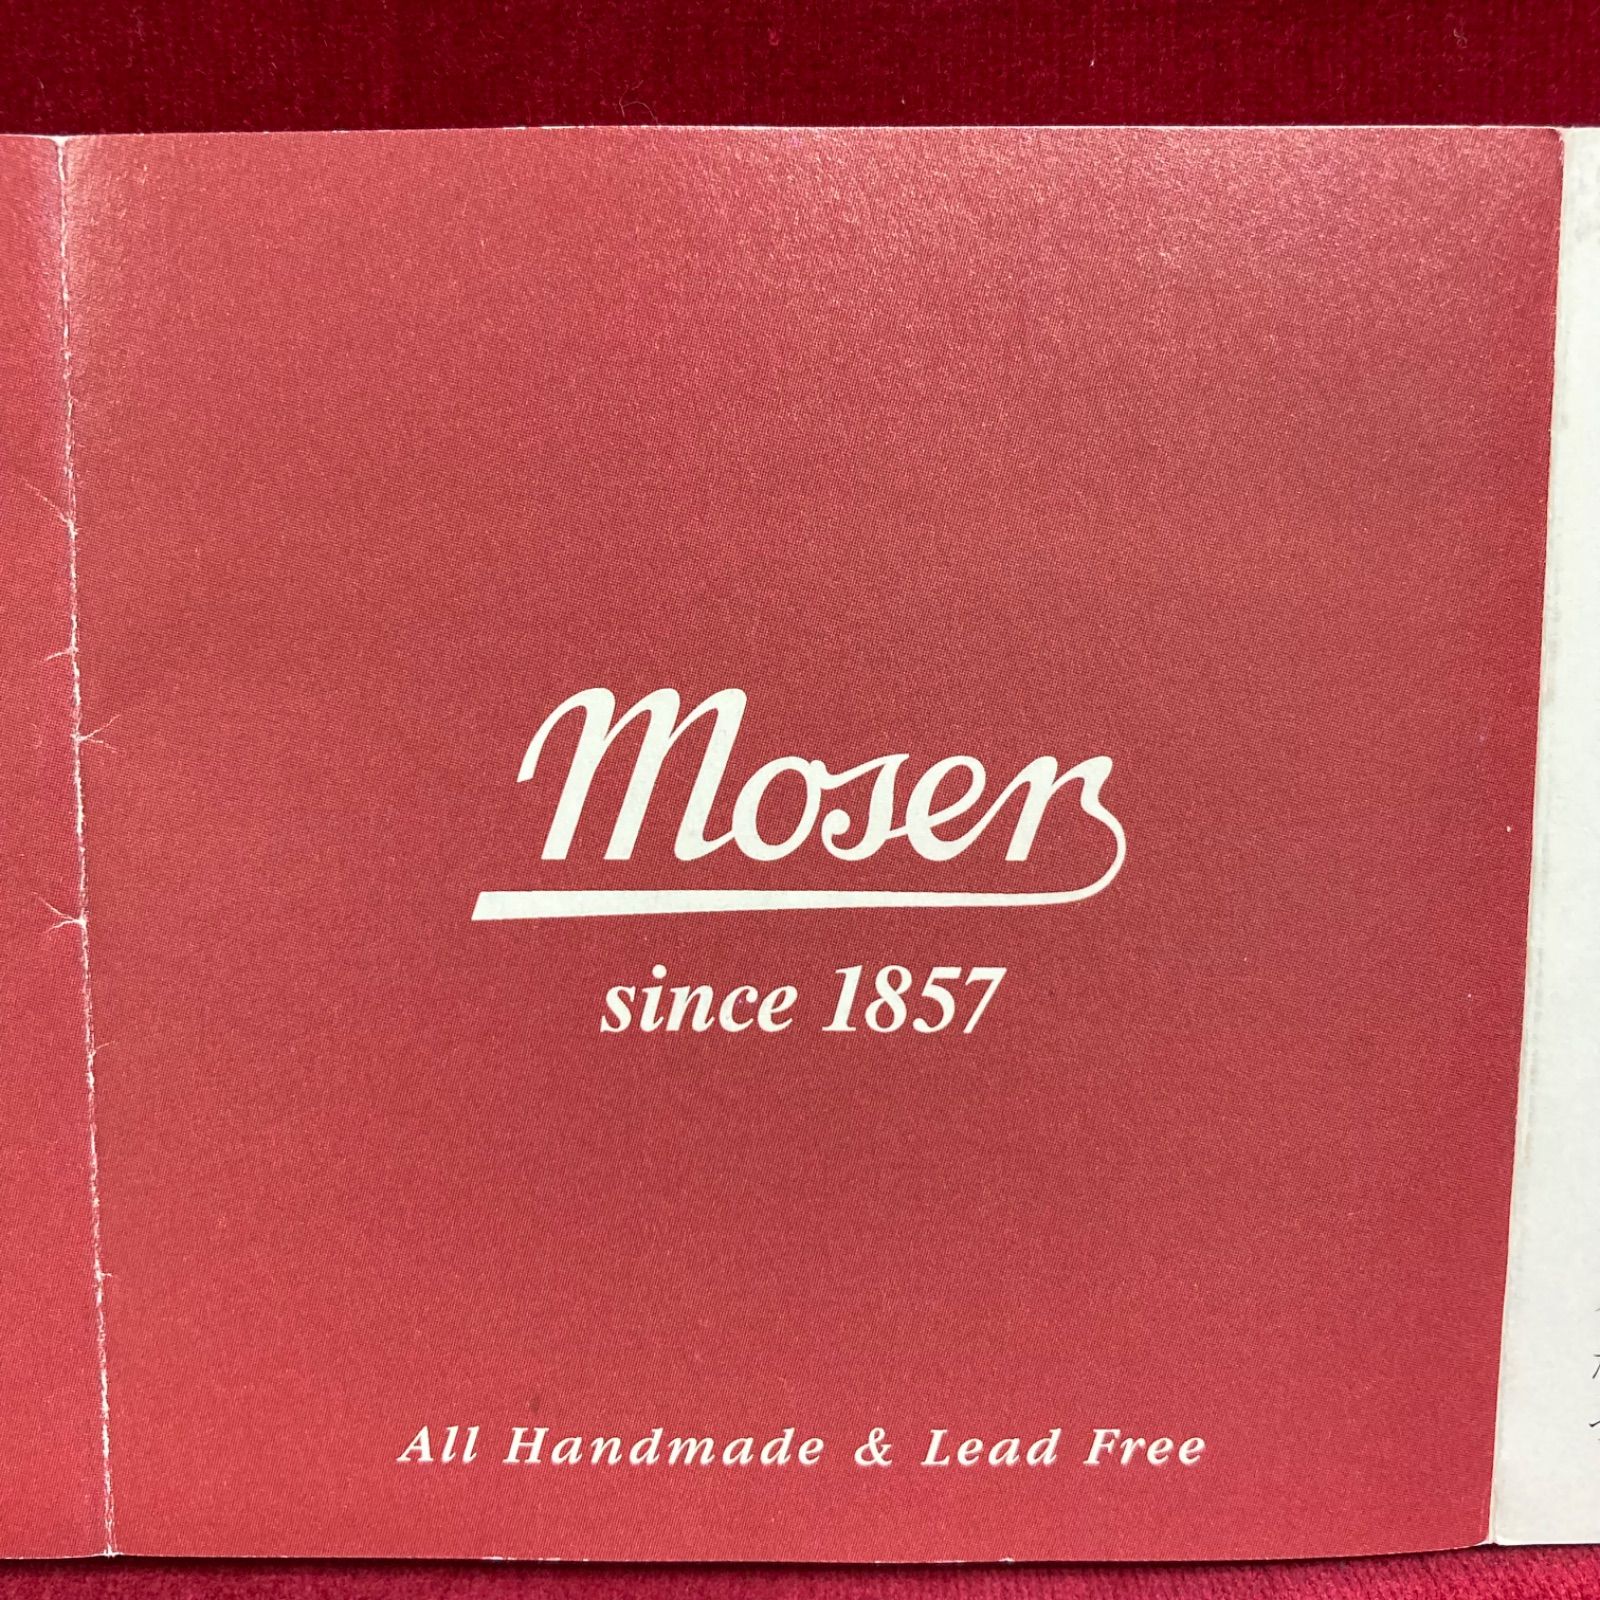 Moser
since 1857
All Handmade & Lead Free